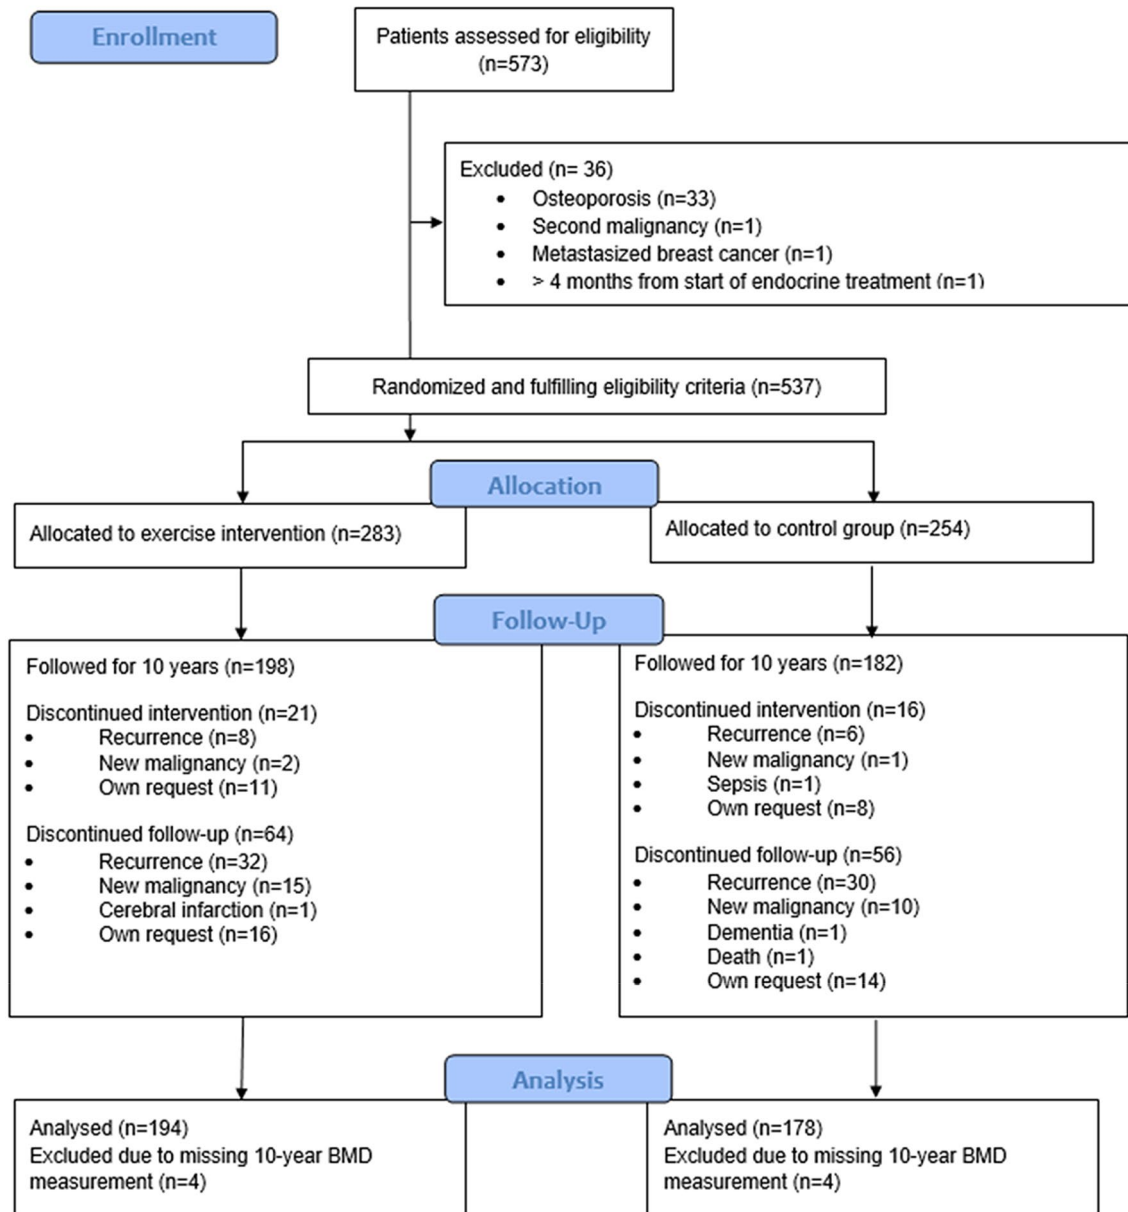 Enrollment
Patients assessed for eligibility
(n=573)
Excluded (n= 36)
• Osteoporosis (n=33)
• Second malignancy (n=1)
• Metastasized breast cancer (n=1)
• > 4 months from start of endocrine treatment (n=1)
Randomized and fulfilling eligibility criteria (n=537)
Allocation
Allocated to exercise intervention (n=283)
Allocated to control group (n=254)
Follow-Up
Followed for 10 years (n=198)
Discontinued intervention (n=21)
• Recurrence (n=8)
• New malignancy (n=2)
• Own request (n=11)
Discontinued follow-up (n=64)
• Recurrence (n=32)
• New malignancy (n=15)
• Cerebral infarction (n=1)
• Own request (n=16)
Followed for 10 years (n=182)
Discontinued intervention (n=16)
• Recurrence (n=6)
• New malignancy (n=1)
• Sepsis (n=1)
• Own request (n=8)
Discontinued follow-up (n=56)
• Recurrence (n=30)
• New malignancy (n=10)
• Dementia (n=1)
• Death (n=1)
• Own request (n=14)
Analysis
Analysed (n=194)
Excluded due to missing 10-year BMD
measurement (n=4)
Analysed (n=178)
Excluded due to missing 10-year BMD
measurement (n=4)